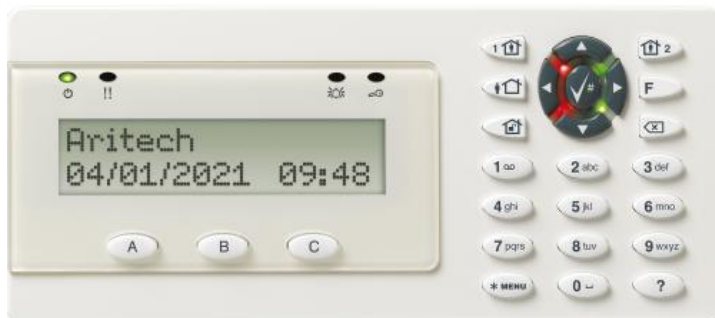 !!
Aritech
04/01/2021 09:48
A B C
1 2
# F
1 2 abc 3 def
4 ghi 5 jkl 6 mno
7 pqrs 8 tuv 9 wxyz
* MENU 0 ?